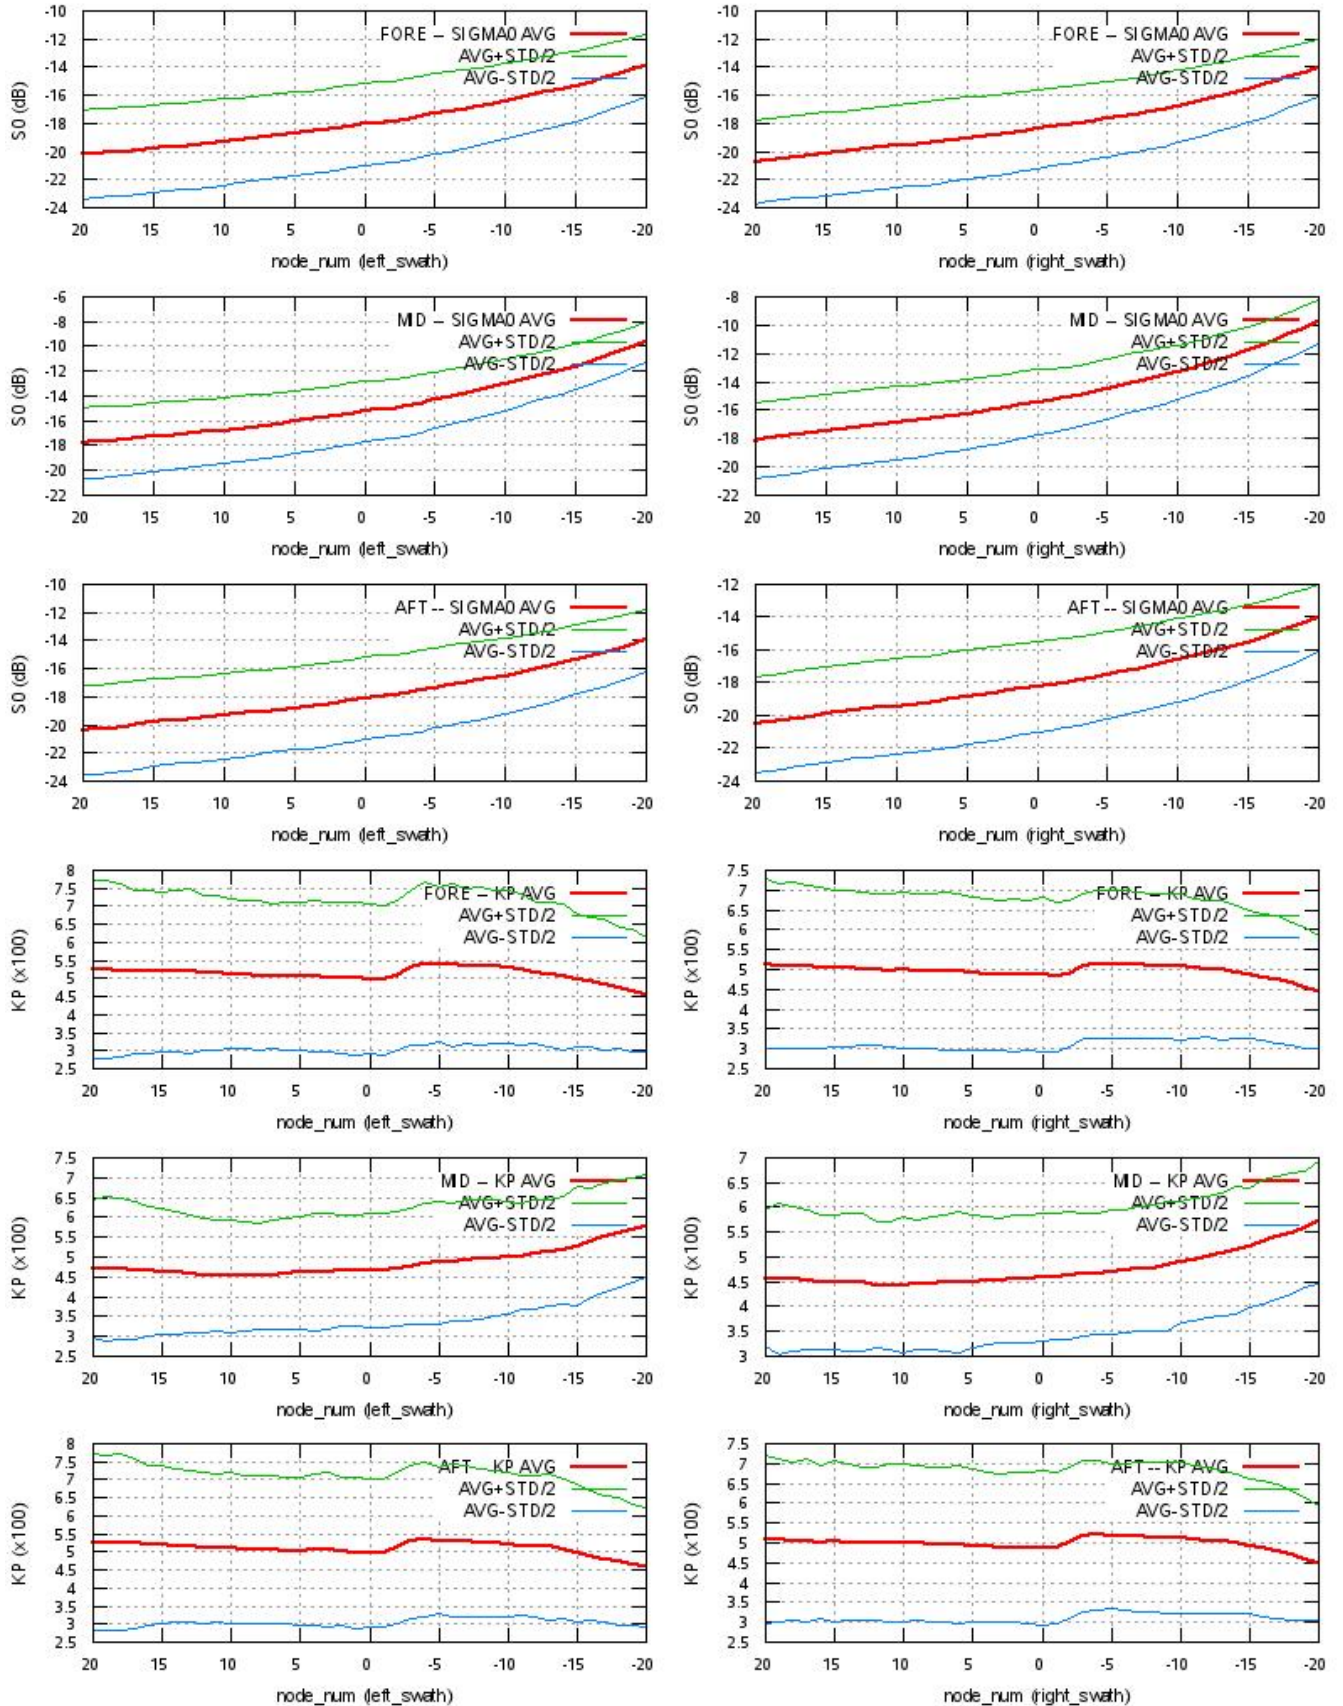 -10
-12
-14
-16
-18
-20
-22
-24
S0 (dB)
FORE -- SIGMA0 AVG
AVG+STD/2
AVG-STD/2
20 15 10 5 0 -5 -10 -15 -20
node_num (left_swath)
-10
-12
-14
-16
-18
-20
-22
-24
S0 (dB)
FORE -- SIGMA0 AVG
AVG+STD/2
AVG-STD/2
20 15 10 5 0 -5 -10 -15 -20
node_num (right_swath)
-6
-8
-10
-12
-14
-16
-18
-20
-22
S0 (dB)
MID -- SIGMA0 AVG
AVG+STD/2
AVG-STD/2
20 15 10 5 0 -5 -10 -15 -20
node_num (left_swath)
-8
-10
-12
-14
-16
-18
-20
-22
S0 (dB)
MID -- SIGMA0 AVG
AVG+STD/2
AVG-STD/2
20 15 10 5 0 -5 -10 -15 -20
node_num (right_swath)
-10
-12
-14
-16
-18
-20
-22
-24
S0 (dB)
AFT -- SIGMA0 AVG
AVG+STD/2
AVG-STD/2
20 15 10 5 0 -5 -10 -15 -20
node_num (left_swath)
-12
-14
-16
-18
-20
-22
-24
S0 (dB)
AFT -- SIGMA0 AVG
AVG+STD/2
AVG-STD/2
20 15 10 5 0 -5 -10 -15 -20
node_num (right_swath)
8
7.5
7
6.5
6
5.5
5
4.5
4
3.5
3
2.5
KP (x100)
FORE -- KP AVG
AVG+STD/2
AVG-STD/2
20 15 10 5 0 -5 -10 -15 -20
node_num (left_swath)
7.5
7
6.5
6
5.5
5
4.5
4
3.5
3
2.5
KP (x100)
FORE -- KP AVG
AVG+STD/2
AVG-STD/2
20 15 10 5 0 -5 -10 -15 -20
node_num (right_swath)
7.5
7
6.5
6
5.5
5
4.5
4
3.5
3
2.5
KP (x100)
MID -- KP AVG
AVG+STD/2
AVG-STD/2
20 15 10 5 0 -5 -10 -15 -20
node_num (left_swath)
7
6.5
6
5.5
5
4.5
4
3.5
3
KP (x100)
MID -- KP AVG
AVG+STD/2
AVG-STD/2
20 15 10 5 0 -5 -10 -15 -20
node_num (right_swath)
8
7.5
7
6.5
6
5.5
5
4.5
4
3.5
3
2.5
KP (x100)
AFT -- KP AVG
AVG+STD/2
AVG-STD/2
20 15 10 5 0 -5 -10 -15 -20
node_num (left_swath)
7.5
7
6.5
6
5.5
5
4.5
4
3.5
3
2.5
KP (x100)
AFT -- KP AVG
AVG+STD/2
AVG-STD/2
20 15 10 5 0 -5 -10 -15 -20
node_num (right_swath)